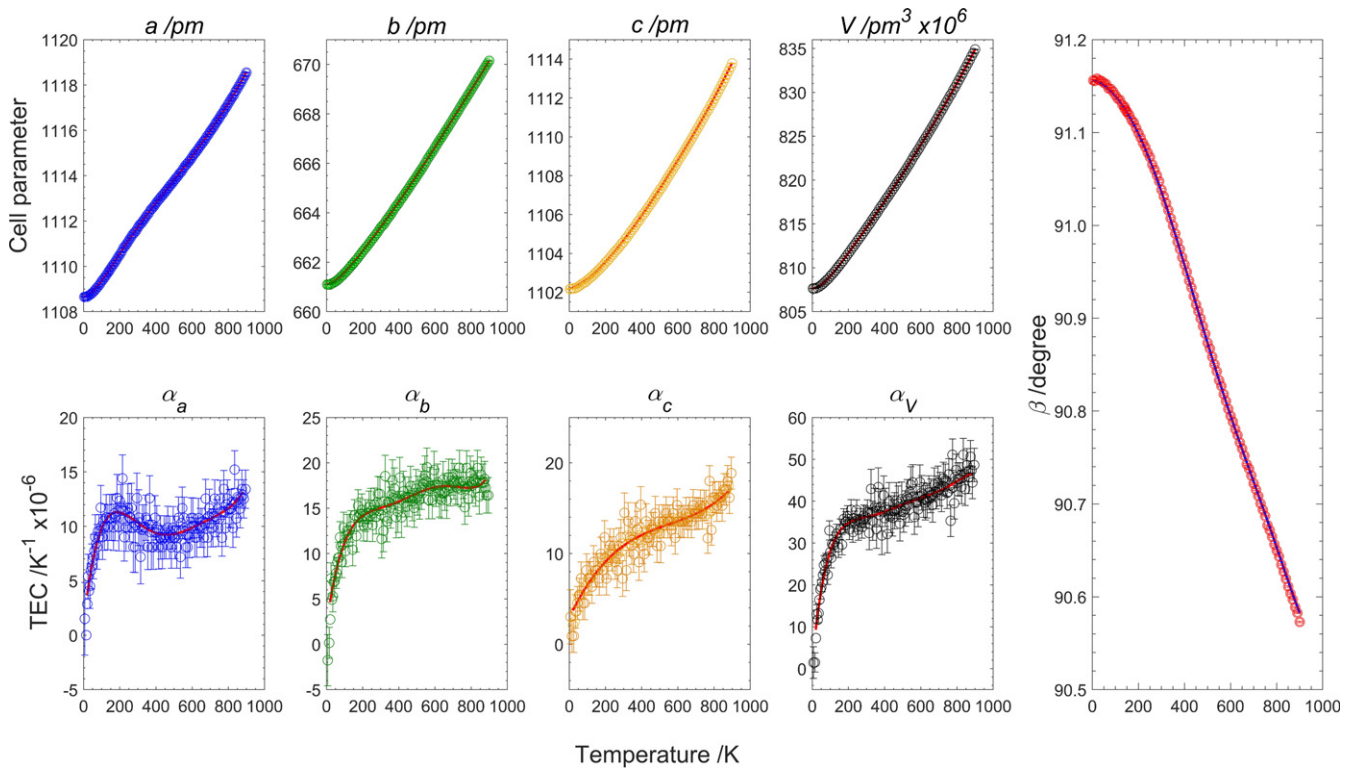 a /pm
b /pm
c /pm
V /pm³ x10⁶
Cell parameter
1120
1118
1116
1114
1112
1110
1108
0 200 400 600 800 1000
670
668
666
664
662
660
0 200 400 600 800 1000
1114
1112
1110
1108
1106
1104
1102
0 200 400 600 800 1000
835
830
825
820
815
810
805
0 200 400 600 800 1000
α_a
α_b
α_c
α_V
TEC /K⁻¹ x10⁻⁶
20
15
10
5
0
-5
0 200 400 600 800 1000
25
20
15
10
5
0
-5
0 200 400 600 800 1000
20
10
0
0 200 400 600 800 1000
60
50
40
30
20
10
0
0 200 400 600 800 1000
Temperature /K
β /degree
91.2
91.1
91.0
90.9
90.8
90.7
90.6
90.5
0 200 400 600 800 1000